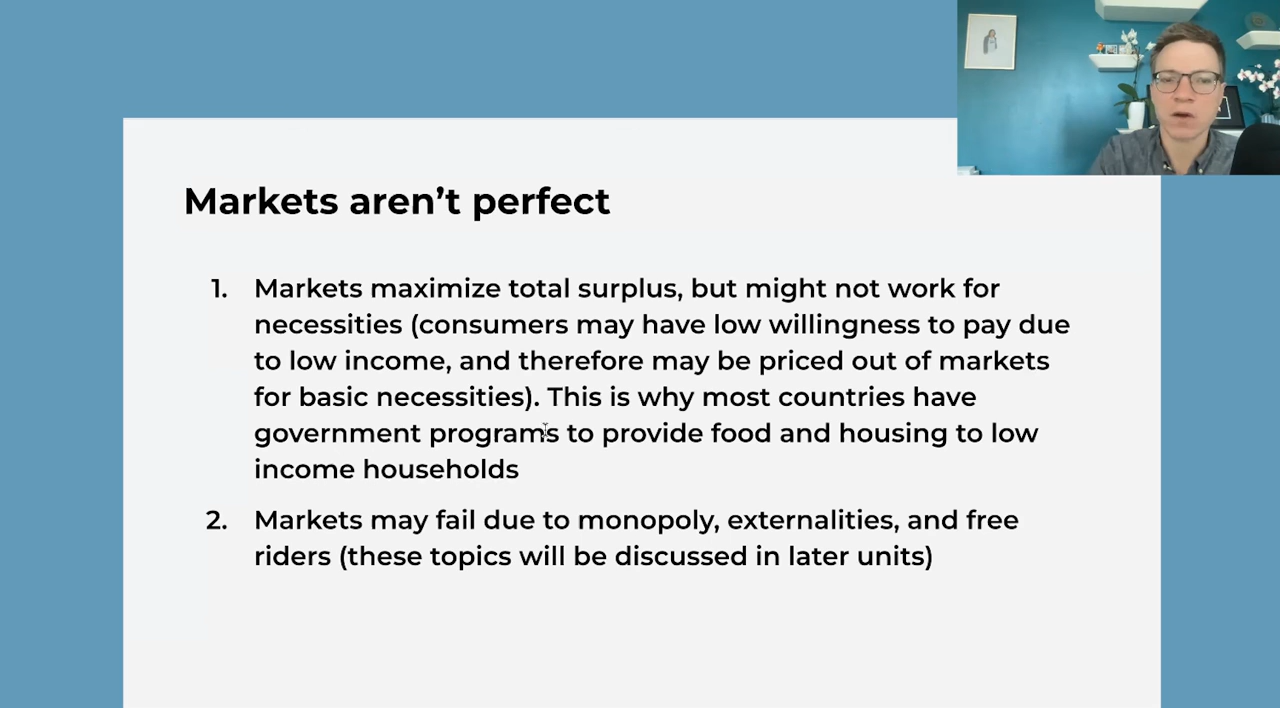 Markets aren’t perfect
1. Markets maximize total surplus, but might not work for
necessities (consumers may have low willingness to pay due
to low income, and therefore may be priced out of markets
for basic necessities). This is why most countries have
government programs to provide food and housing to low
income households
2. Markets may fail due to monopoly, externalities, and free
riders (these topics will be discussed in later units)